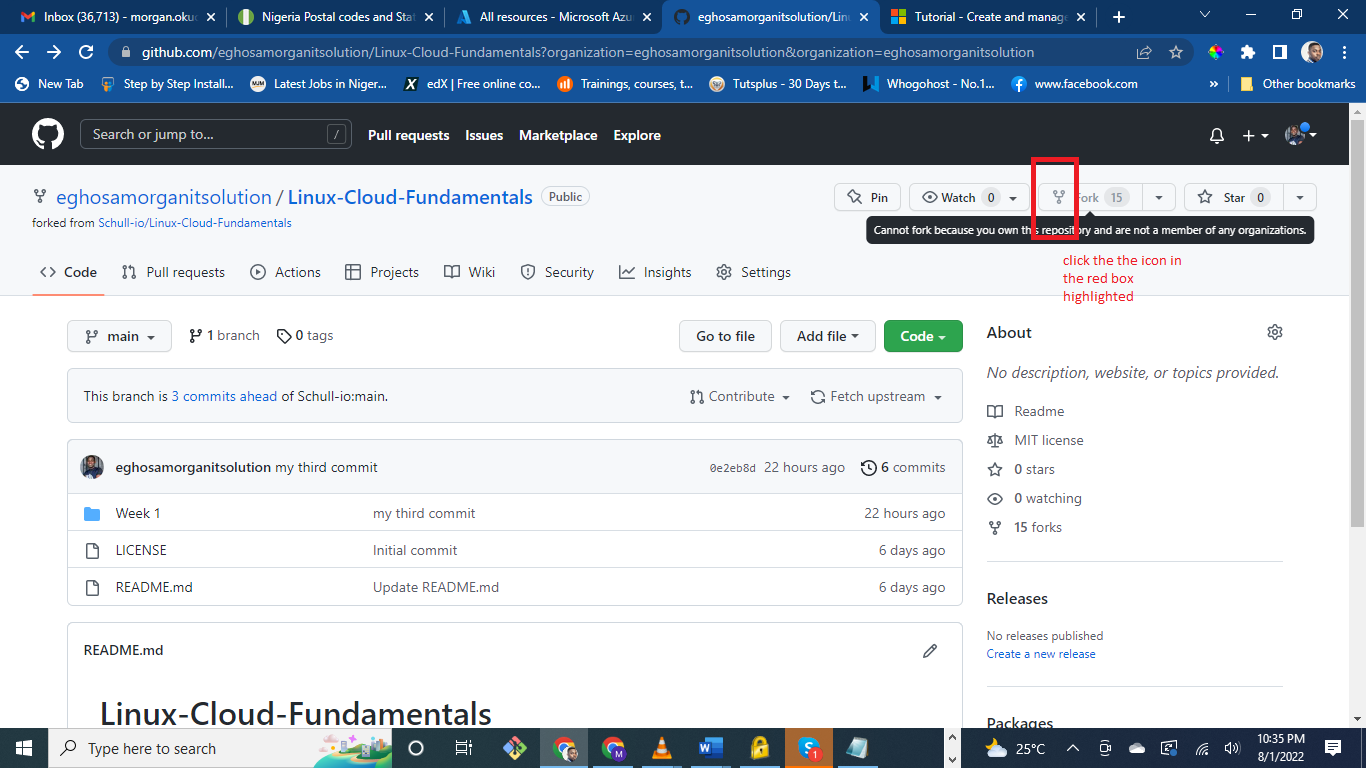 Inbox (36,713) - morgan.oku
Nigeria Postal codes and Stat
All resources - Microsoft Azu
eghosamorganitsolution/Linu
Tutorial - Create and manage
github.com/eghosamorganitsolution/Linux-Cloud-Fundamentals?organization=eghosamorganitsolution&organization=eghosamorganitsolution
New Tab
Step by Step Install...
MJM
Latest Jobs in Niger...
edX | Free online co...
Trainings, courses, t...
Tutsplus - 30 Days t...
Whogohost - No.1...
www.facebook.com
»
Other bookmarks
Search or jump to...
/
Pull requests
Issues
Marketplace
Explore
eghosamorganitsolution / Linux-Cloud-Fundamentals
Public
Pin
Watch 0
Fork 15
Star 0
forked from Schull-io/Linux-Cloud-Fundamentals
Cannot fork because you own this repository and are not a member of any organizations.
click the the icon in
the red box
highlighted
Code
Pull requests
Actions
Projects
Wiki
Security
Insights
Settings
main
1 branch
0 tags
Go to file
Add file
Code
This branch is 3 commits ahead of Schull-io:main.
Contribute
Fetch upstream
eghosamorganitsolution my third commit
0e2eb8d 22 hours ago
6 commits
Week 1
my third commit
22 hours ago
LICENSE
Initial commit
6 days ago
README.md
Update README.md
6 days ago
README.md
Linux-Cloud-Fundamentals
About
No description, website, or topics provided.
Readme
MIT license
0 stars
0 watching
15 forks
Releases
No releases published
Create a new release
Packages
Type here to search
M
W
S
1
25°C
10:35 PM
8/1/2022